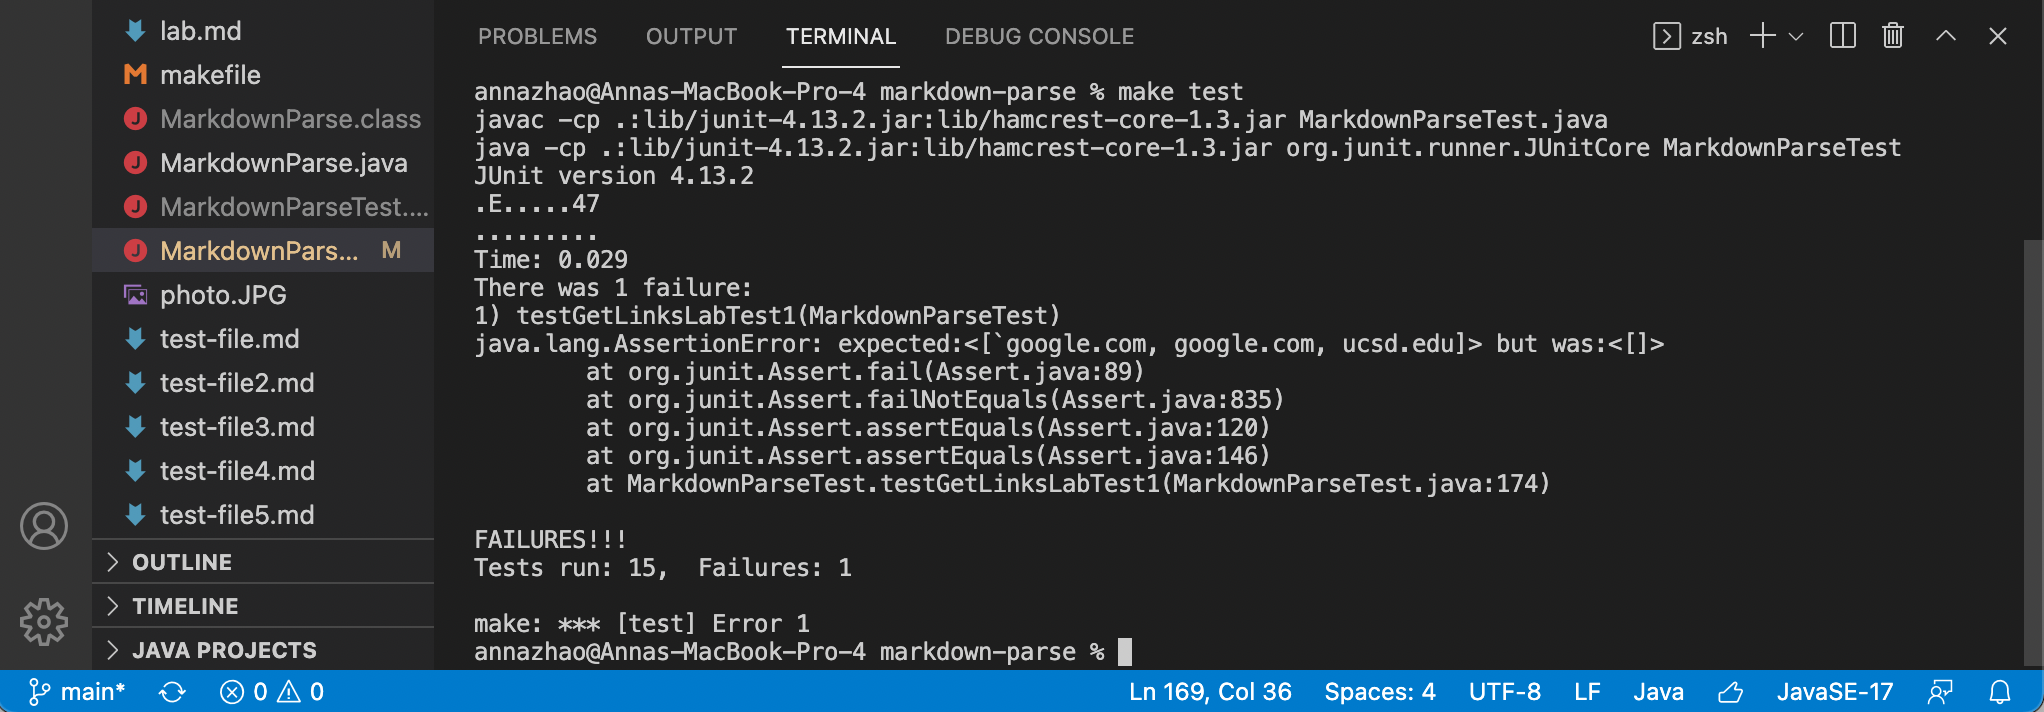 lab.md
makefile
MarkdownParse.class
MarkdownParse.java
MarkdownParseTest....
MarkdownPars... M
photo.JPG
test-file.md
test-file2.md
test-file3.md
test-file4.md
test-file5.md
OUTLINE
TIMELINE
JAVA PROJECTS
PROBLEMS OUTPUT TERMINAL DEBUG CONSOLE zsh
annazhao@Annas-MacBook-Pro-4 markdown-parse % make test
javac -cp .:lib/junit-4.13.2.jar:lib/hamcrest-core-1.3.jar MarkdownParseTest.java
java -cp .:lib/junit-4.13.2.jar:lib/hamcrest-core-1.3.jar org.junit.runner.JUnitCore MarkdownParseTest
JUnit version 4.13.2
.E.....47
.........
Time: 0.029
There was 1 failure:
1) testGetLinksLabTest1(MarkdownParseTest)
java.lang.AssertionError: expected:<[`google.com, google.com, ucsd.edu]> but was:<[]>
at org.junit.Assert.fail(Assert.java:89)
at org.junit.Assert.failNotEquals(Assert.java:835)
at org.junit.Assert.assertEquals(Assert.java:120)
at org.junit.Assert.assertEquals(Assert.java:146)
at MarkdownParseTest.testGetLinksLabTest1(MarkdownParseTest.java:174)
FAILURES!!!
Tests run: 15,  Failures: 1
make: *** [test] Error 1
annazhao@Annas-MacBook-Pro-4 markdown-parse %
main* 0 0 Ln 169, Col 36 Spaces: 4 UTF-8 LF Java JavaSE-17